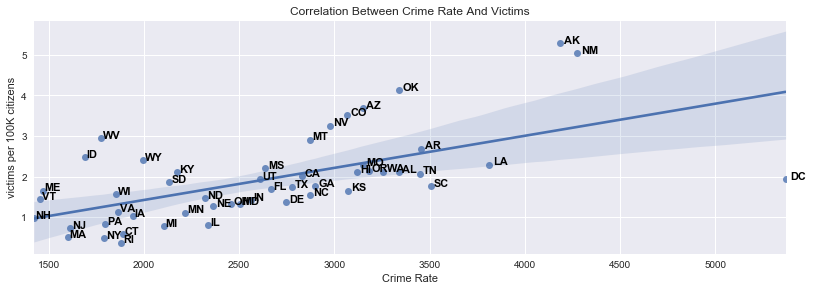 Correlation Between Crime Rate And Victims
victims per 100K citizens
5
4
3
2
1
AK
NM
OK
AZ
CO
NV
MT
AR
WV
ID
WY
KY
SD
MS
UT
FL
CA
TX
GA
NC
DE
KS
MO
HI
OR
WA
AL
TN
SC
LA
DC
ME
VT
NH
WI
VA
IA
PA
NJ
MA
NY
CT
RI
MN
MI
IL
ND
NE
OH
MD
IN
1500
2000
2500
3000
3500
4000
4500
5000
Crime Rate